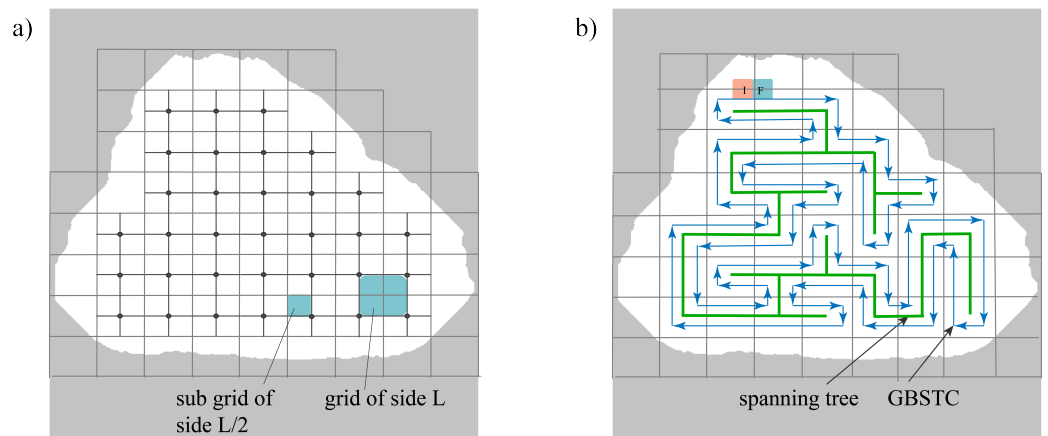 a)
sub grid of
side L/2
grid of side L
b)
I F
spanning tree
GBSTC